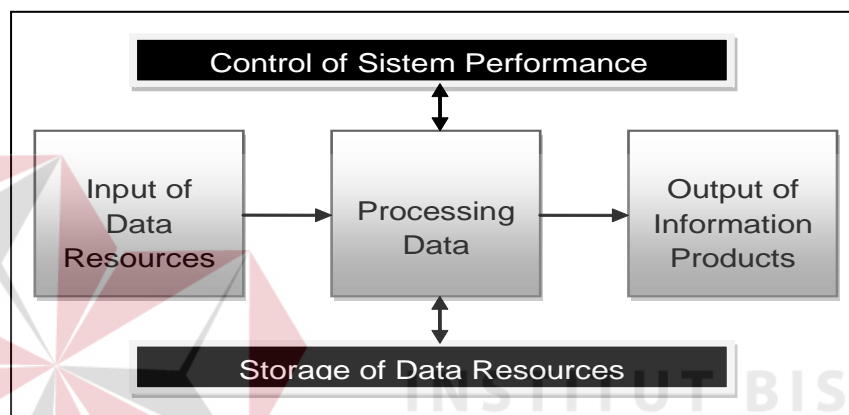 Control of Sistem Performance
Input of
Data
Resources
Processing
Data
Output of
Information
Products
Storage of Data Resources
INSTITUT BIS